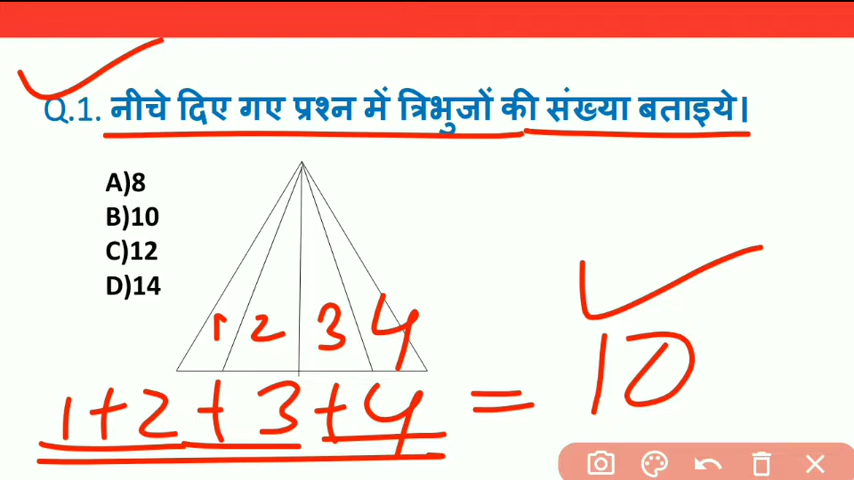 Q.1. नीचे दिए गए प्रश्न में त्रिभुजों की संख्या बताइये।
A)8
B)10
C)12
D)14
1 2 3 4
1+2+3+4 = 10